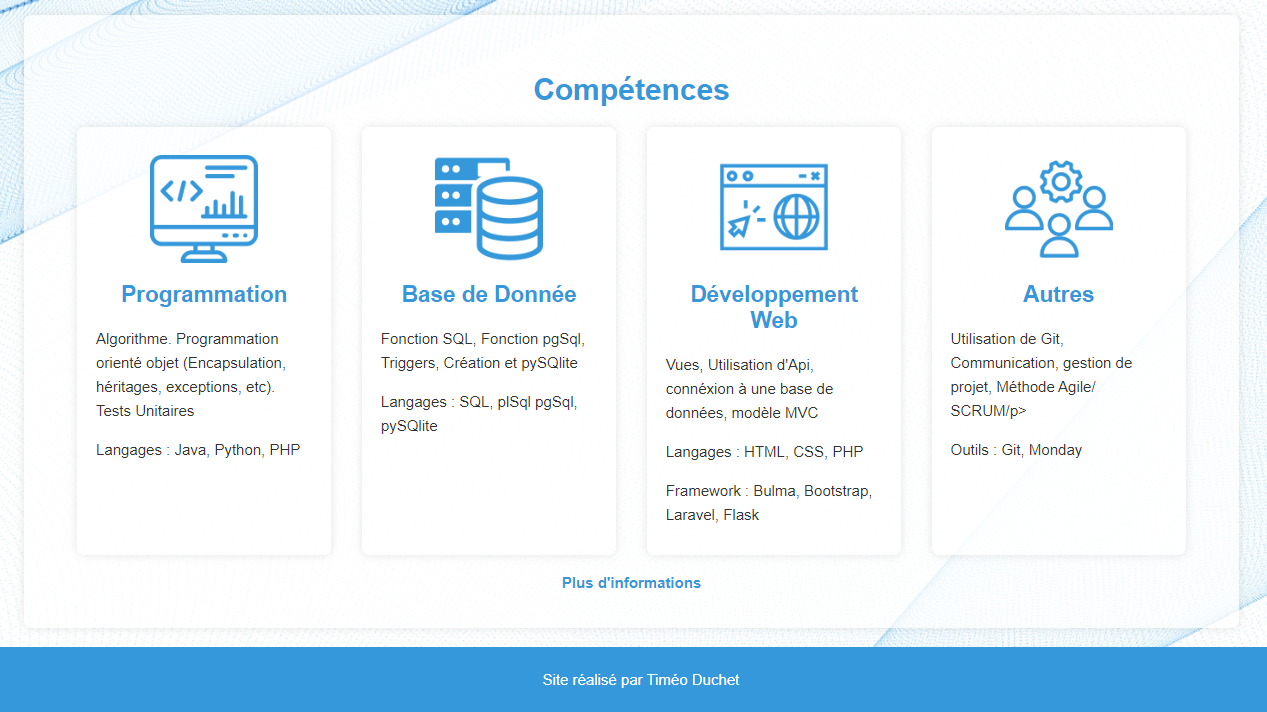 Compétences
Programmation
Algorithme. Programmation
orienté objet (Encapsulation,
héritages, exceptions, etc).
Tests Unitaires
Langages : Java, Python, PHP
Base de Donnée
Fonction SQL, Fonction pgSql,
Triggers, Création et pySQlite
Langages : SQL, plSql pgSql,
pySQlite
Développement
Web
Vues, Utilisation d'Api,
connéxion à une base de
données, modèle MVC
Langages : HTML, CSS, PHP
Framework : Bulma, Bootstrap,
Laravel, Flask
Autres
Utilisation de Git,
Communication, gestion de
projet, Méthode Agile/
SCRUM/p>
Outils : Git, Monday
Plus d'informations
Site réalisé par Timéo Duchet